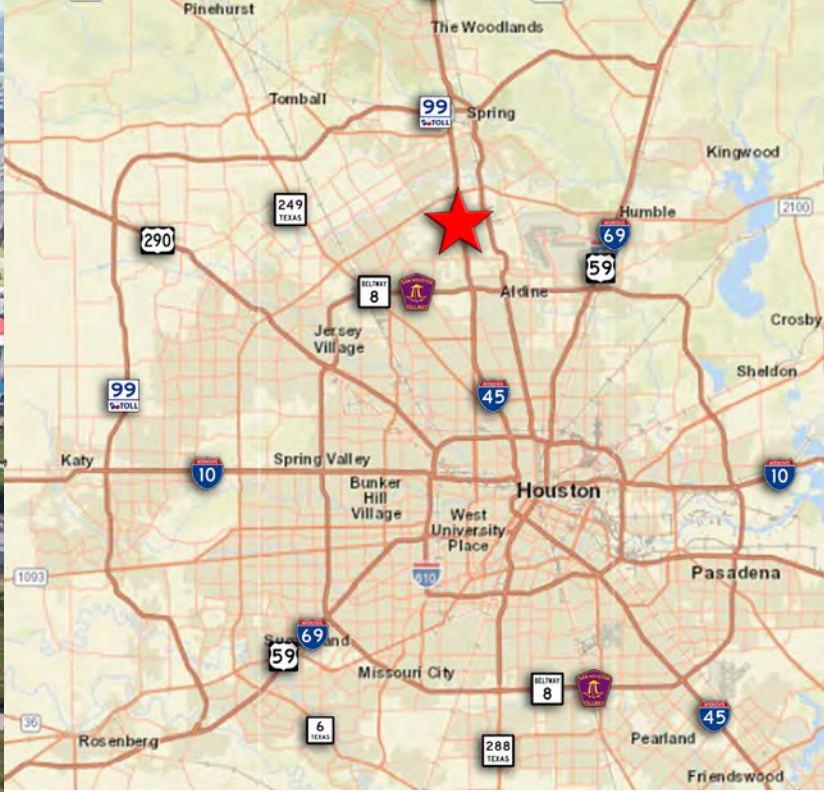 Pinehurst
The Woodlands
Tomball
99
TOLL
Spring
Kingwood
249
TEXAS
2100
Humble
69
290
59
BELTWAY
8
Aldine
Crosby
Jersey
Village
Sheldon
99
TOLL
45
Katy
10
Spring Valley
10
Bunker
Hill
Village
Houston
West
University
Place
1093
610
Pasadena
69
59
Missouri City
BELTWAY
8
36
6
TEXAS
45
Rosenberg
288
TEXAS
Pearland
Friendswood